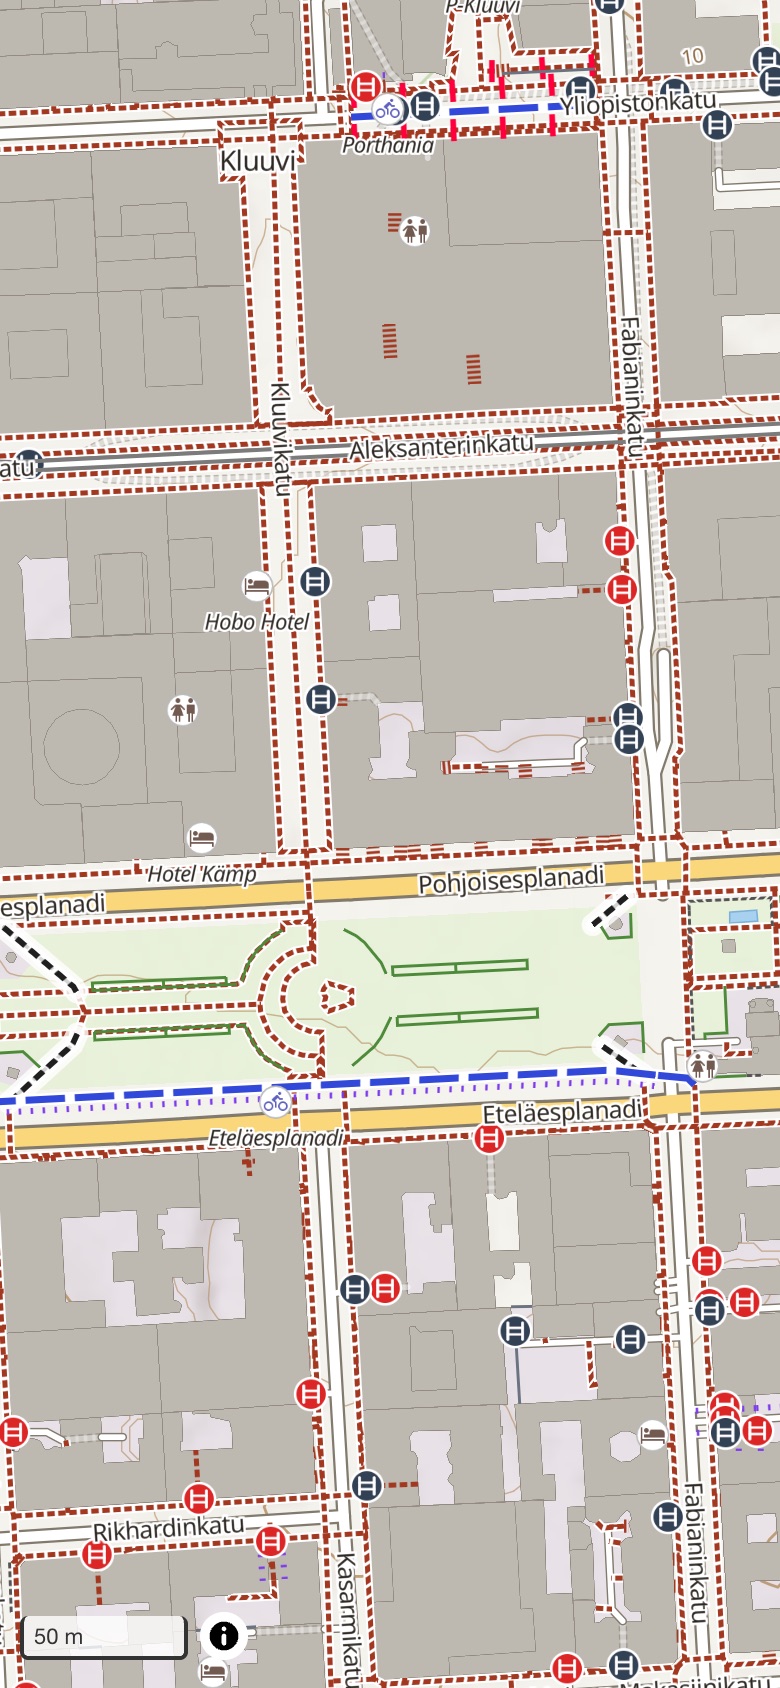 P-Kluuvi
10
Yliopistonkatu
Porthania
Kluuvi
Fabianinkatu
Kluuvikatu
Aleksanterinkatu
atu
Hobo Hotel
Hotel Kämp
Pohjoisesplanadi
esplanadi
Eteläesplanadi
Eteläesplanadi
Rikhardinkatu
Fabianinkatu
Kasarmikatu
50 m
Makasiinikatu